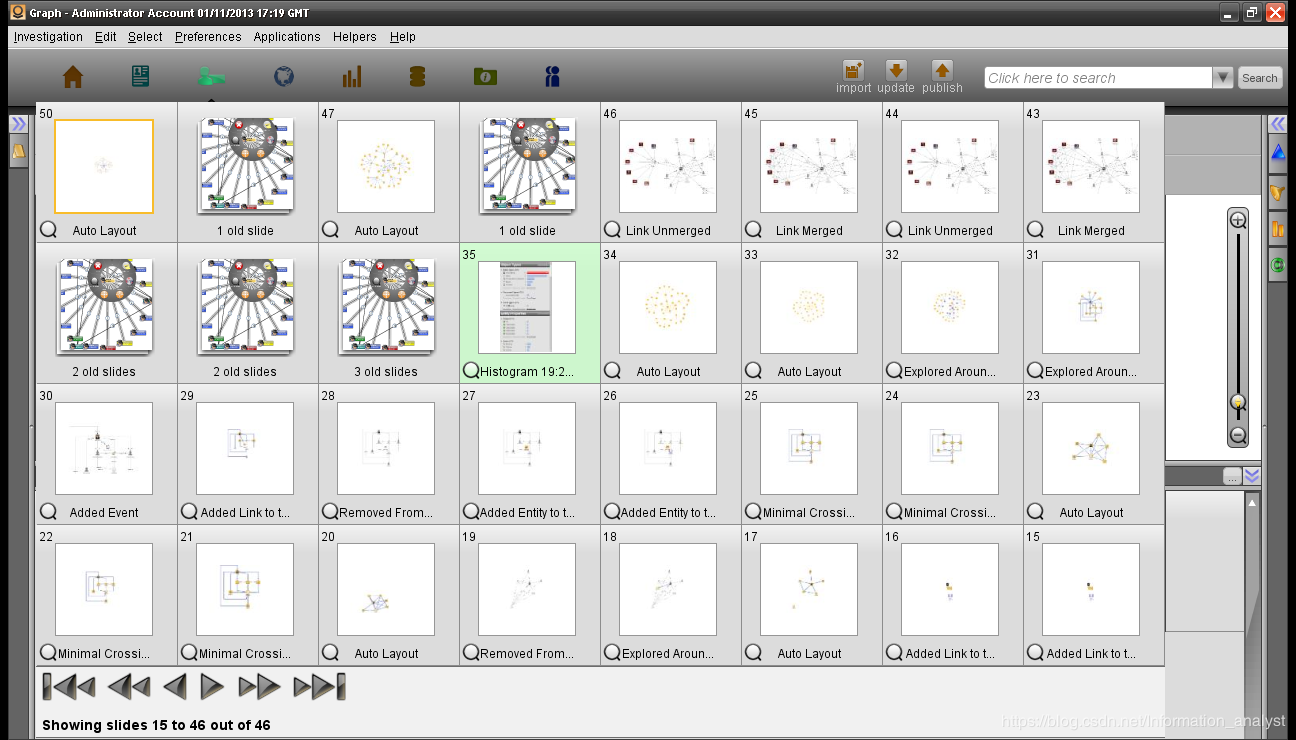 Graph - Administrator Account 01/11/2013 17:19 GMT
Investigation Edit Select Preferences Applications Helpers Help
import update publish
Click here to search
Search
50 47 46 45 44 43
Auto Layout 1 old slide Auto Layout 1 old slide Link Unmerged Link Merged Link Unmerged Link Merged
35 34 33 32 31
2 old slides 2 old slides 3 old slides Histogram 19:2... Auto Layout Auto Layout Explored Aroun... Explored Aroun...
30 29 28 27 26 25 24 23
Added Event Added Link to t... Removed From... Added Entity to t... Added Entity to t... Minimal Crossi... Minimal Crossi... Auto Layout
...
22 21 20 19 18 17 16 15
Minimal Crossi... Minimal Crossi... Auto Layout Removed From... Explored Aroun... Auto Layout Added Link to t... Added Link to t...
Showing slides 15 to 46 out of 46
https://blog.csdn.net/Information_analyst